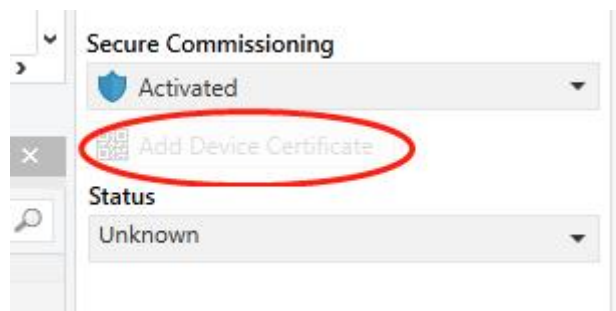 Secure Commissioning
Activated
Add Device Certificate
Status
Unknown